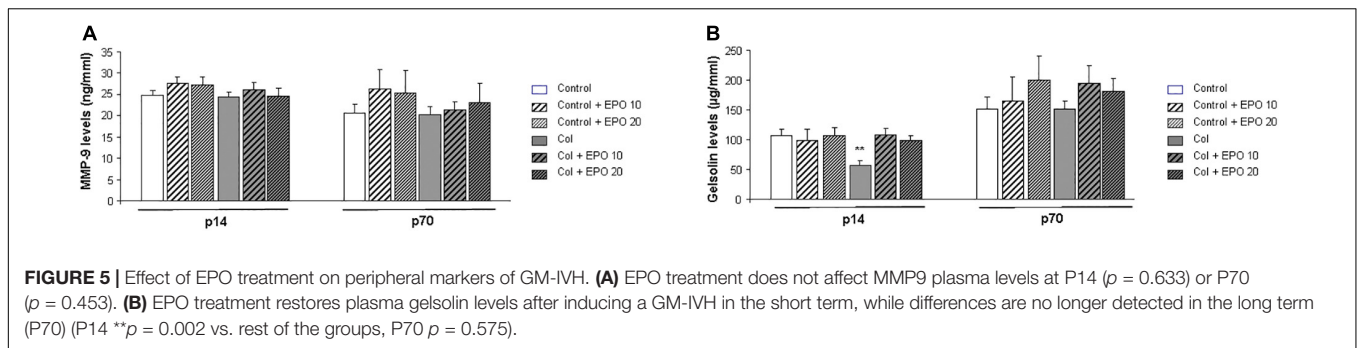 A
MMP-9 levels (ng/mml)
35
30
25
20
15
10
5
0
p14
p70
Control
Control + EPO 10
Control + EPO 20
Col
Col + EPO 10
Col + EPO 20
B
Gelsolin levels (µg/mml)
250
200
150
100
50
0
**
p14
p70
Control
Control + EPO 10
Control + EPO 20
Col
Col + EPO 10
Col + EPO 20
FIGURE 5 | Effect of EPO treatment on peripheral markers of GM-IVH. (A) EPO treatment does not affect MMP9 plasma levels at P14 (p = 0.633) or P70
(p = 0.453). (B) EPO treatment restores plasma gelsolin levels after inducing a GM-IVH in the short term, while differences are no longer detected in the long term
(P70) (P14 **p = 0.002 vs. rest of the groups, P70 p = 0.575).